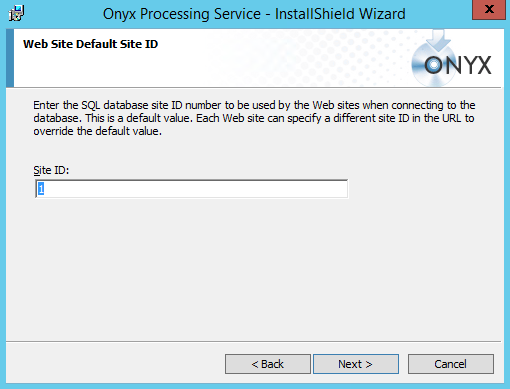 Onyx Processing Service - InstallShield Wizard
x
Web Site Default Site ID
ONYX
Enter the SQL database site ID number to be used by the Web sites when connecting to the
database. This is a default value. Each Web site can specify a different site ID in the URL to
override the default value.
Site ID:
1
< Back
Next >
Cancel